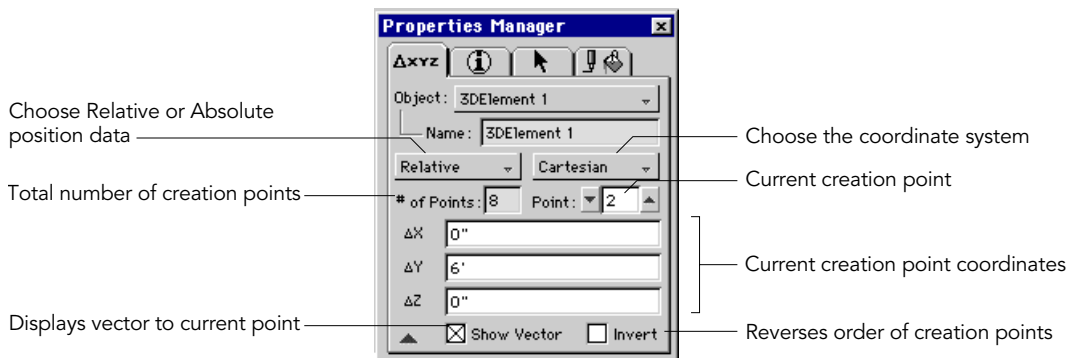 Properties Manager
ΔXYZ
Object: 3DElement 1
Name: 3DElement 1
Relative
Cartesian
# of Points: 8 Point: 2
ΔX 0"
ΔY 6'
ΔZ 0"
Show Vector Invert
Choose Relative or Absolute
position data
Total number of creation points
Displays vector to current point
Choose the coordinate system
Current creation point
Current creation point coordinates
Reverses order of creation points